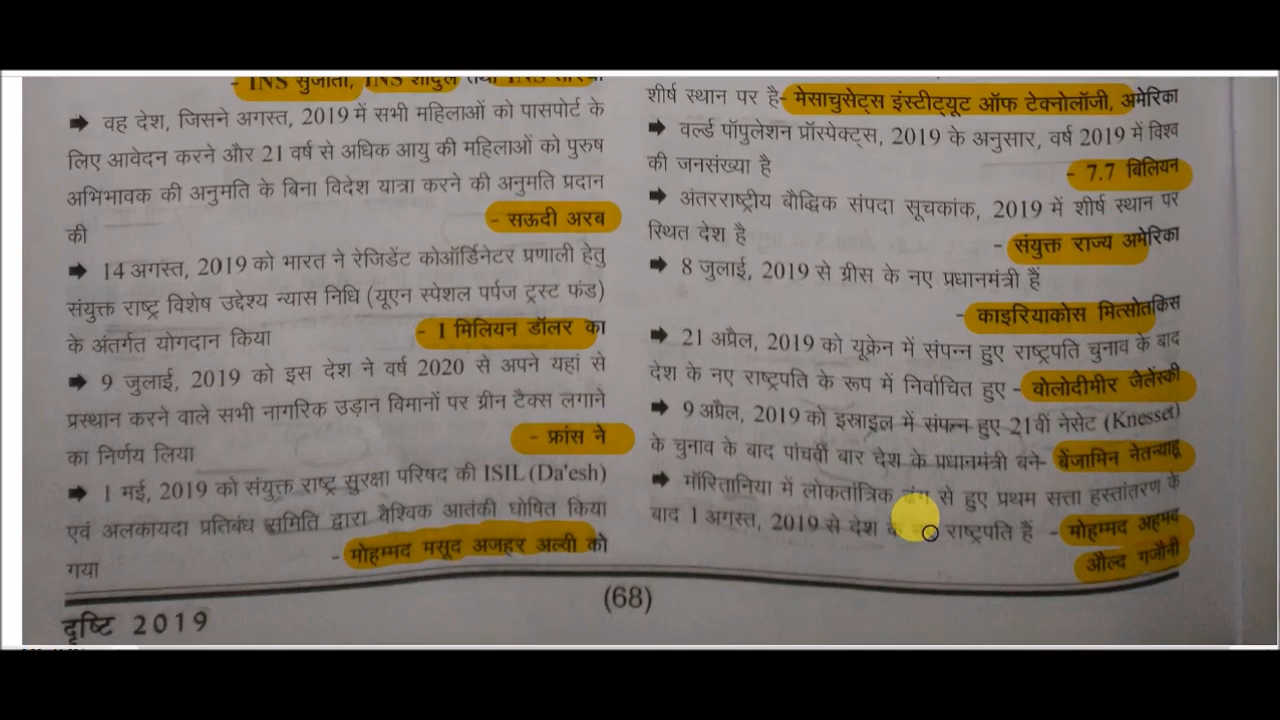 - INS सुजाता, INS शार्दुल तथा INS
➡ वह देश, जिसने अगस्त, 2019 में सभी महिलाओं को पासपोर्ट के
लिए आवेदन करने और 21 वर्ष से अधिक आयु की महिलाओं को पुरुष
अभिभावक की अनुमति के बिना विदेश यात्रा करने की अनुमति प्रदान
की - सऊदी अरब
➡ 14 अगस्त, 2019 को भारत ने रेजिडेंट कोऑर्डिनेटर प्रणाली हेतु
संयुक्त राष्ट्र विशेष उद्देश्य न्यास निधि (यूएन स्पेशल पर्पज ट्रस्ट फंड)
के अंतर्गत योगदान किया - 1 मिलियन डॉलर का
➡ 9 जुलाई, 2019 को इस देश ने वर्ष 2020 से अपने यहां से
प्रस्थान करने वाले सभी नागरिक उड़ान विमानों पर ग्रीन टैक्स लगाने
का निर्णय लिया - फ्रांस ने
➡ 1 मई, 2019 को संयुक्त राष्ट्र सुरक्षा परिषद की ISIL (Da'esh)
एवं अलकायदा प्रतिबंध समिति द्वारा वैश्विक आतंकी घोषित किया
गया - मोहम्मद मसूद अजहर अल्वी को
शीर्ष स्थान पर है- मेसाचुसेट्स इंस्टीट्यूट ऑफ टेक्नोलॉजी, अमेरिका
➡ वर्ल्ड पॉपुलेशन प्रॉस्पेक्ट्स, 2019 के अनुसार, वर्ष 2019 में विश्व
की जनसंख्या है - 7.7 बिलियन
➡ अंतरराष्ट्रीय बौद्धिक संपदा सूचकांक, 2019 में शीर्ष स्थान पर
स्थित देश है - संयुक्त राज्य अमेरिका
➡ 8 जुलाई, 2019 से ग्रीस के नए प्रधानमंत्री हैं
- काइरियाकोस मित्सोतकिस
➡ 21 अप्रैल, 2019 को यूक्रेन में संपन्न हुए राष्ट्रपति चुनाव के बाद
देश के नए राष्ट्रपति के रूप में निर्वाचित हुए - वोलोदीमीर जेलेंस्की
➡ 9 अप्रैल, 2019 को इस्राइल में संपन्न हुए 21वीं नेसेट (Knesset)
के चुनाव के बाद पांचवीं बार देश के प्रधानमंत्री बने- बेंजामिन नेतन्याहू
➡ मॉरितानिया में लोकतांत्रिक ढंग से हुए प्रथम सत्ता हस्तांतरण के
बाद 1 अगस्त, 2019 से देश के राष्ट्रपति हैं - मोहम्मद अहमद
औल्द गजौनी
(68)
दृष्टि 2019